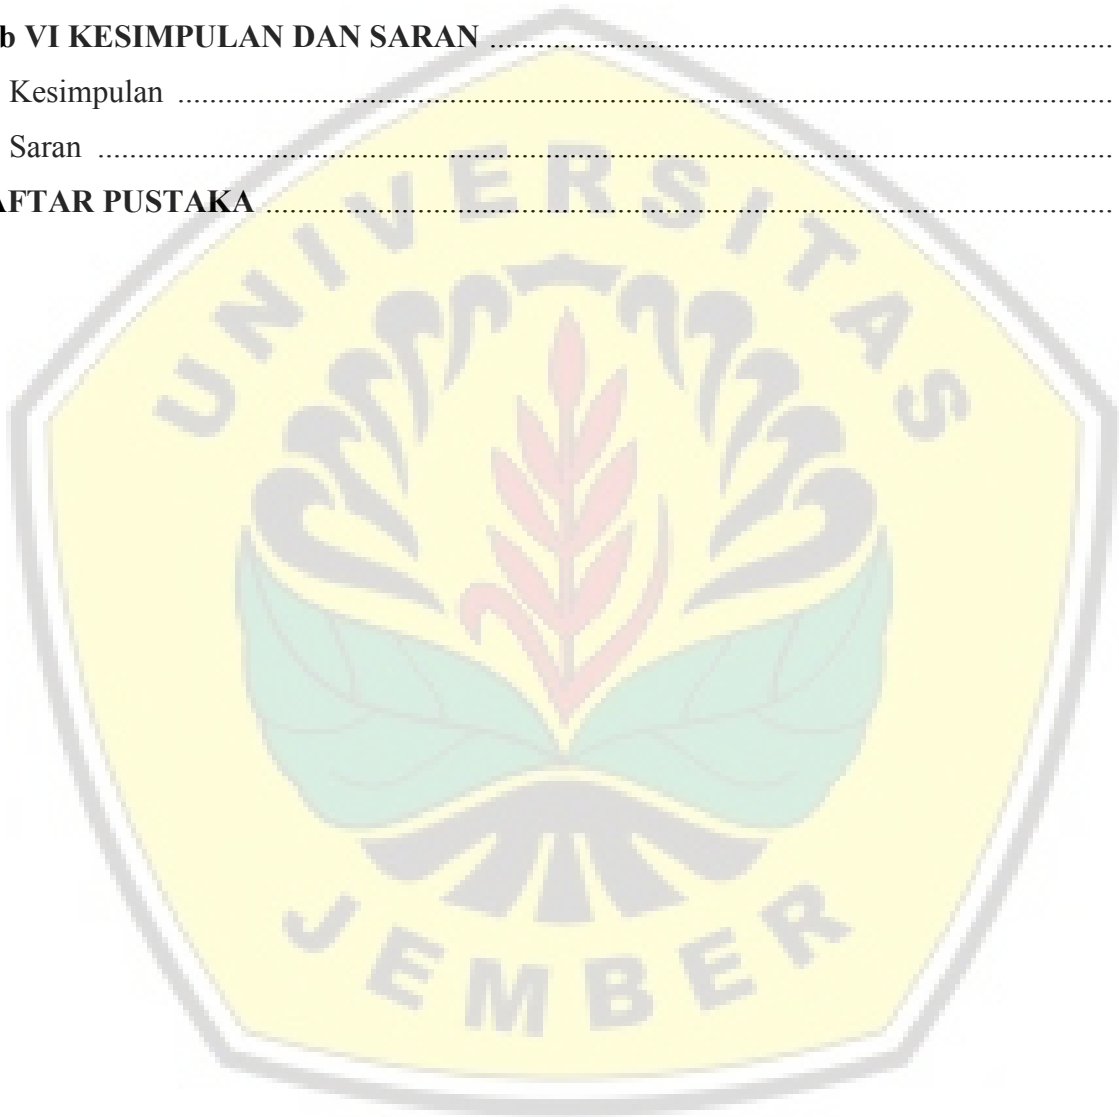 b VI KESIMPULAN DAN SARAN ........................................................................
Kesimpulan ........................................................................
Saran ........................................................................
AFTAR PUSTAKA ........................................................................
UNIVERSITAS
JEMBER